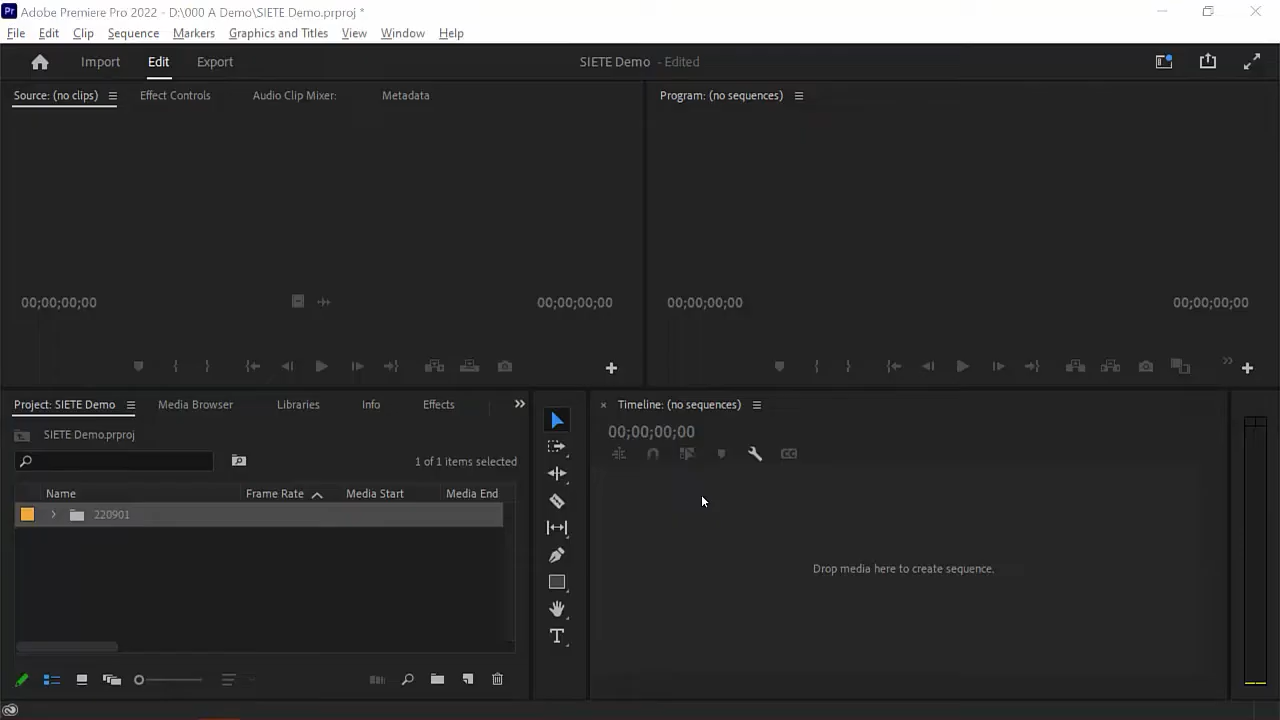 Pr Adobe Premiere Pro 2022 - D:\000 A Demo\SIETE Demo.prproj *
File Edit Clip Sequence Markers Graphics and Titles View Window Help
Import Edit Export SIETE Demo - Edited
Source: (no clips) Effect Controls Audio Clip Mixer: Metadata Program: (no sequences)
00;00;00;00 00;00;00;00 00;00;00;00 00;00;00;00
Project: SIETE Demo Media Browser Libraries Info Effects Timeline: (no sequences)
00;00;00;00
SIETE Demo.prproj
CC
1 of 1 items selected
Name Frame Rate Media Start Media End
220901
Drop media here to create sequence.
T